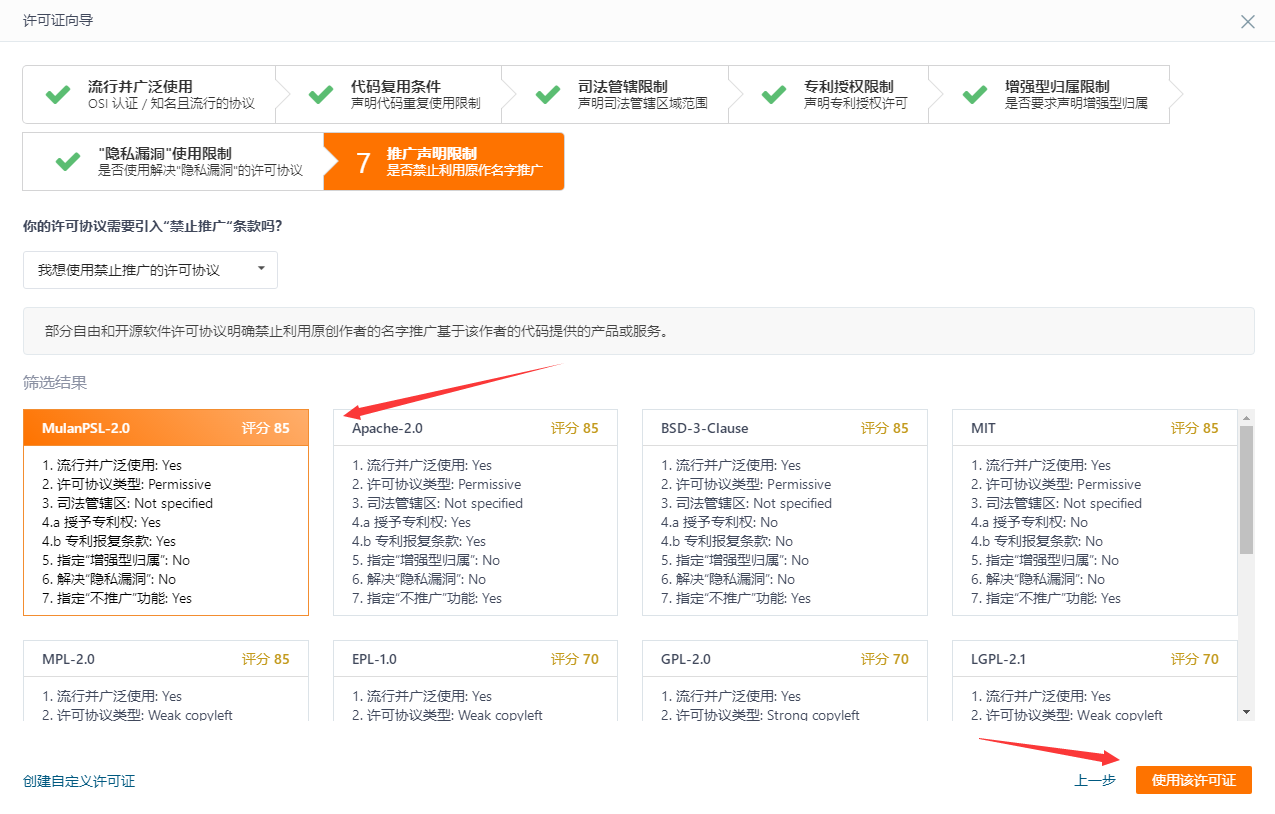 许可证向导
流行并广泛使用
OSI 认证 / 知名且流行的协议
代码复用条件
声明代码重复使用限制
司法管辖限制
声明司法管辖区域范围
专利授权限制
声明专利授权许可
增强型归属限制
是否要求声明增强型归属
"隐私漏洞"使用限制
是否使用解决"隐私漏洞"的许可协议
7
推广声明限制
是否禁止利用原作名字推广
你的许可协议需要引入“禁止推广“条款吗?
我想使用禁止推广的许可协议
部分自由和开源软件许可协议明确禁止利用原创作者的名字推广基于该作者的代码提供的产品或服务。
筛选结果
MulanPSL-2.0 评分 85
1. 流行并广泛使用: Yes
2. 许可协议类型: Permissive
3. 司法管辖区: Not specified
4.a 授予专利权: Yes
4.b 专利报复条款: Yes
5. 指定“增强型归属”: No
6. 解决“隐私漏洞”: No
7. 指定“不推广”功能: Yes
Apache-2.0 评分 85
1. 流行并广泛使用: Yes
2. 许可协议类型: Permissive
3. 司法管辖区: Not specified
4.a 授予专利权: Yes
4.b 专利报复条款: Yes
5. 指定“增强型归属”: No
6. 解决“隐私漏洞”: No
7. 指定“不推广”功能: Yes
BSD-3-Clause 评分 85
1. 流行并广泛使用: Yes
2. 许可协议类型: Permissive
3. 司法管辖区: Not specified
4.a 授予专利权: No
4.b 专利报复条款: No
5. 指定“增强型归属”: No
6. 解决“隐私漏洞”: No
7. 指定“不推广”功能: Yes
MIT 评分 85
1. 流行并广泛使用: Yes
2. 许可协议类型: Permissive
3. 司法管辖区: Not specified
4.a 授予专利权: No
4.b 专利报复条款: No
5. 指定“增强型归属”: No
6. 解决“隐私漏洞”: No
7. 指定“不推广”功能: Yes
MPL-2.0 评分 85
1. 流行并广泛使用: Yes
2. 许可协议类型: Weak copyleft
EPL-1.0 评分 70
1. 流行并广泛使用: Yes
2. 许可协议类型: Weak copyleft
GPL-2.0 评分 70
1. 流行并广泛使用: Yes
2. 许可协议类型: Strong copyleft
LGPL-2.1 评分 70
1. 流行并广泛使用: Yes
2. 许可协议类型: Weak copyleft
创建自定义许可证
上一步
使用该许可证